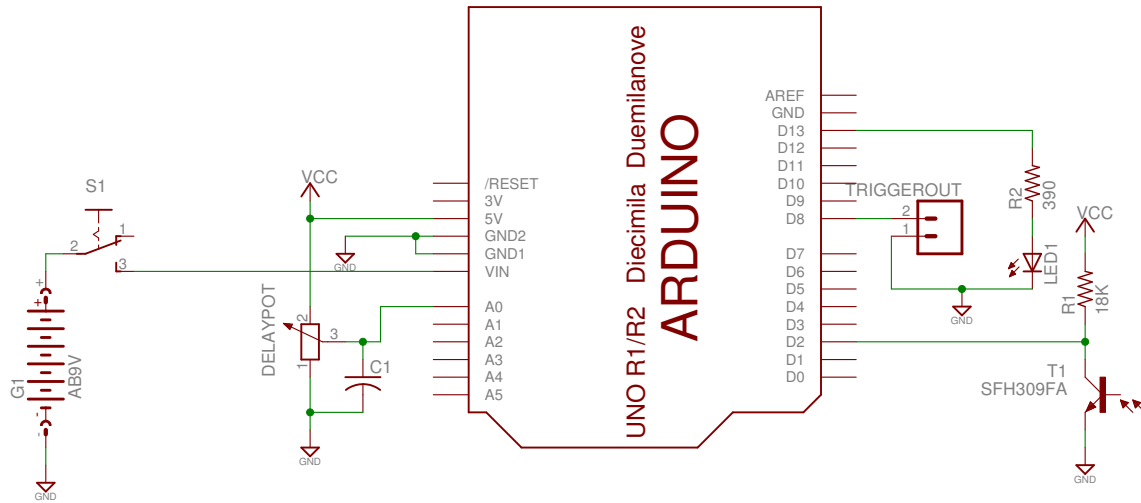 S1
1
2
3
+
+
-
-
G1
AB9V
GND
VCC
DELAYPOT
2
3
1
C1
GND
GND
/RESET
3V
5V
GND2
GND1
VIN
A0
A1
A2
A3
A4
A5
UNO R1/R2 Diecimila Duemilanove
ARDUINO
AREF
GND
D13
D12
D11
D10
D9
D8
D7
D6
D5
D4
D3
D2
D1
D0
TRIGGEROUT
2
1
GND
R2
390
LED1
VCC
R1
18K
T1
SFH309FA
GND